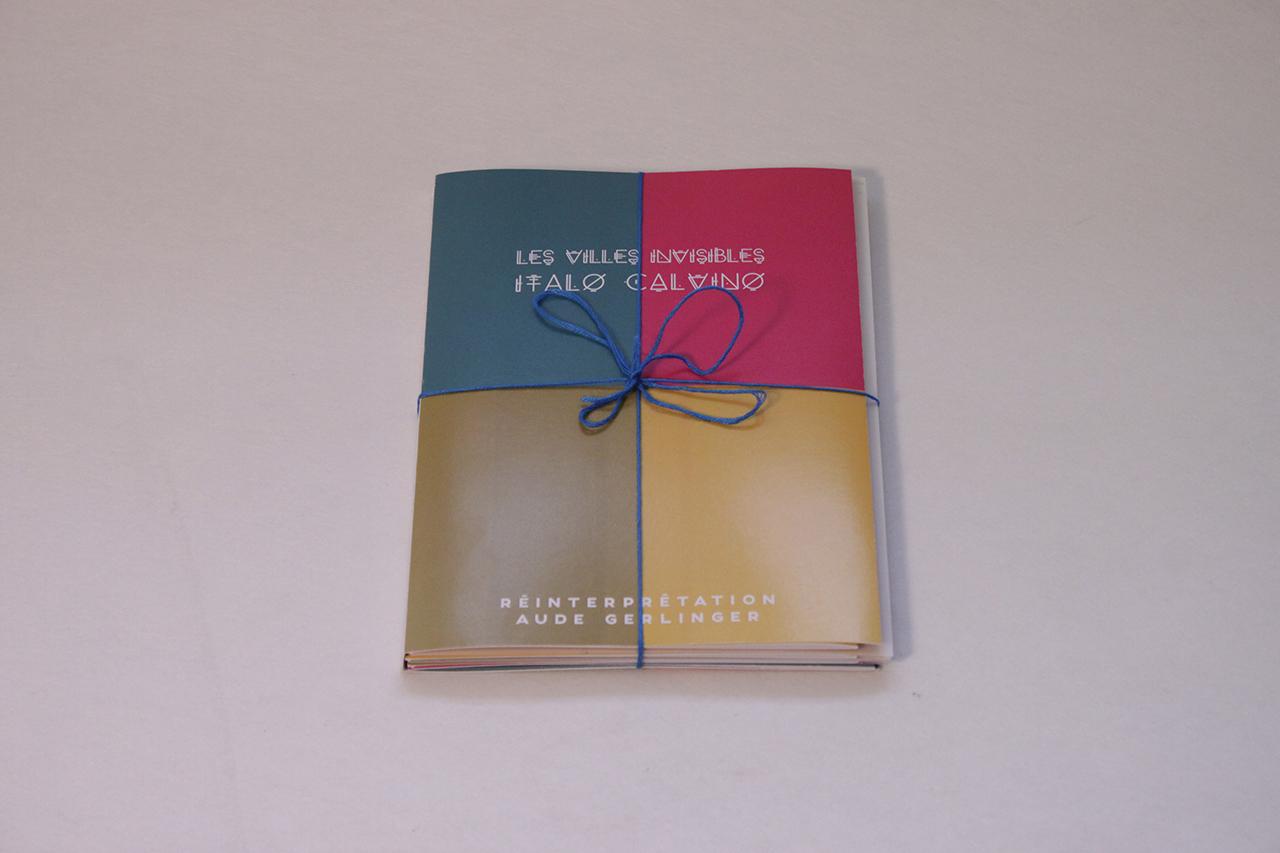 LES VILLES INVISIBLES
ITALO CALVINO
RÉINTERPRÉTATION
AUDE GERLINGER